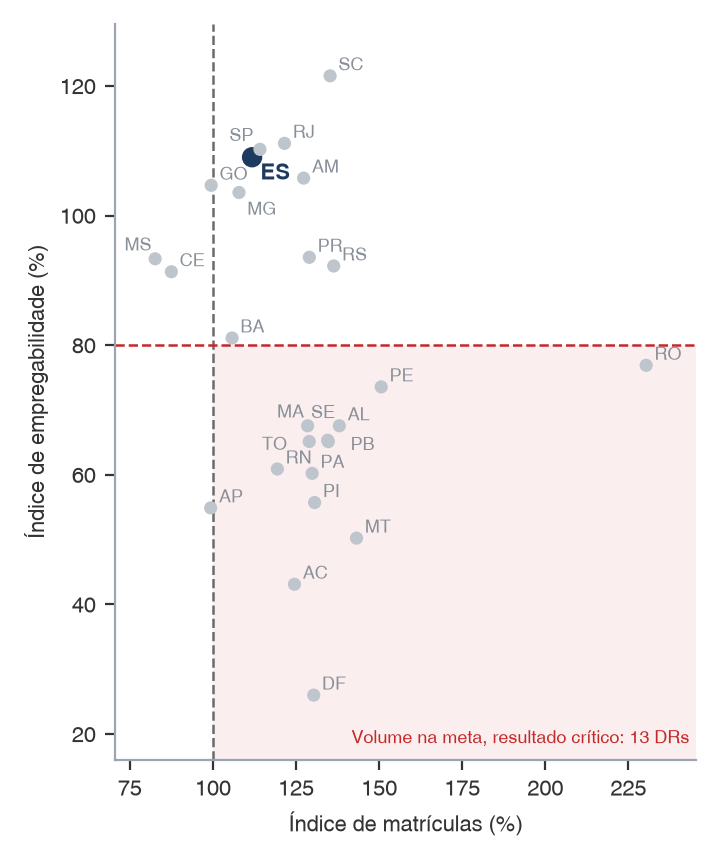 120
100
80
60
40
20
Índice de empregabilidade (%)
SC
SP
RJ
ES
AM
GO
MG
MS
CE
PR
RS
BA
RO
PE
MA
SE
AL
TO
PB
RN
PA
AP
PI
MT
AC
DF
Volume na meta, resultado crítico: 13 DRs
75
100
125
150
175
200
225
Índice de matrículas (%)